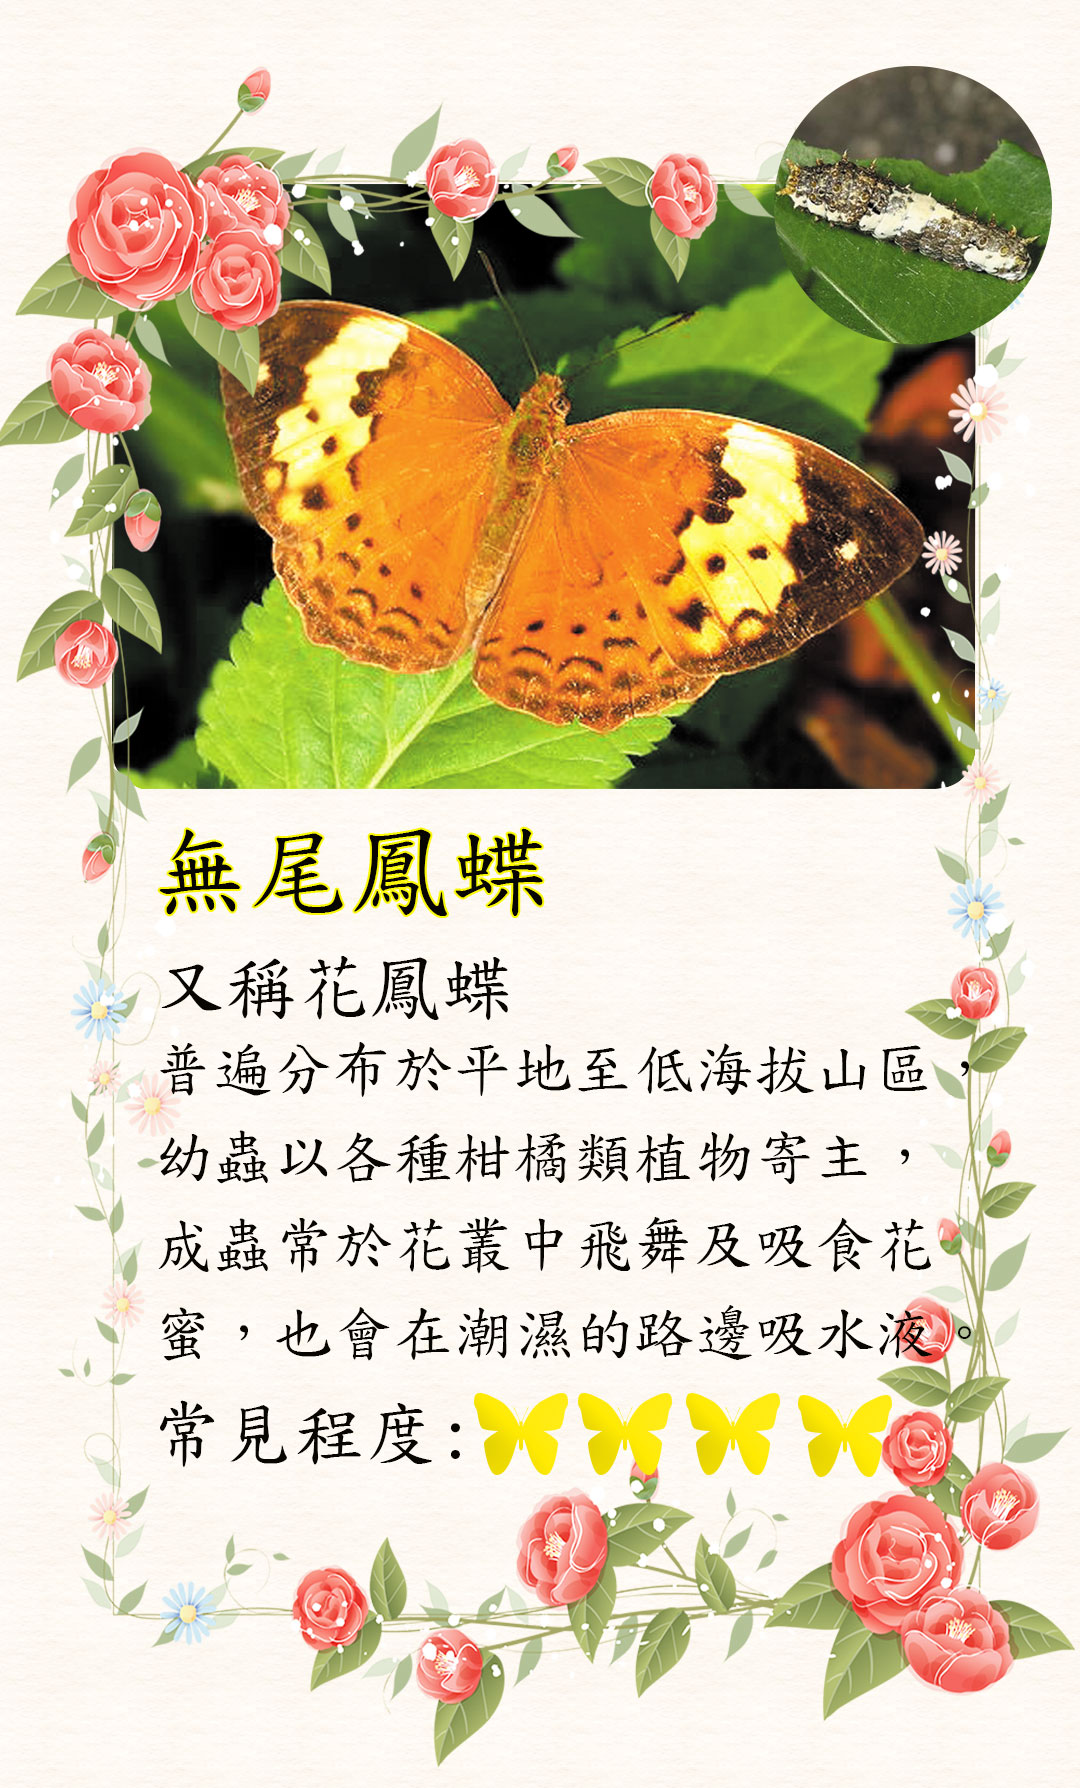 無尾鳳蝶
又稱花鳳蝶
普遍分布於平地至低海拔山區，
幼蟲以各種柑橘類植物寄主，
成蟲常於花叢中飛舞及吸食花
蜜，也會在潮濕的路邊吸水液。
常見程度: